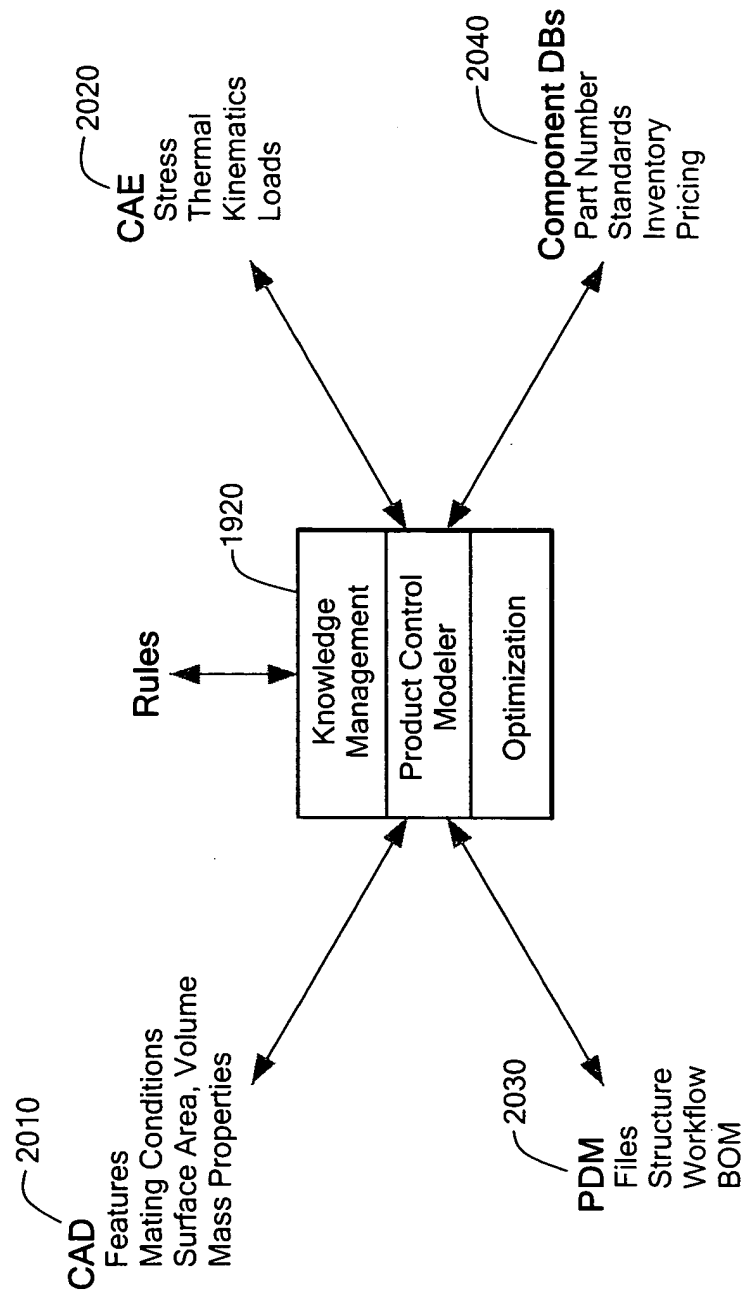 CAD
2010
Features
Mating Conditions
Surface Area, Volume
Mass Properties
Rules
CAE
2020
Stress
Thermal
Kinematics
Loads
1920
Knowledge
Management
Product Control
Modeler
Optimization
PDM
2030
Files
Structure
Workflow
BOM
Component DBs
2040
Part Number
Standards
Inventory
Pricing